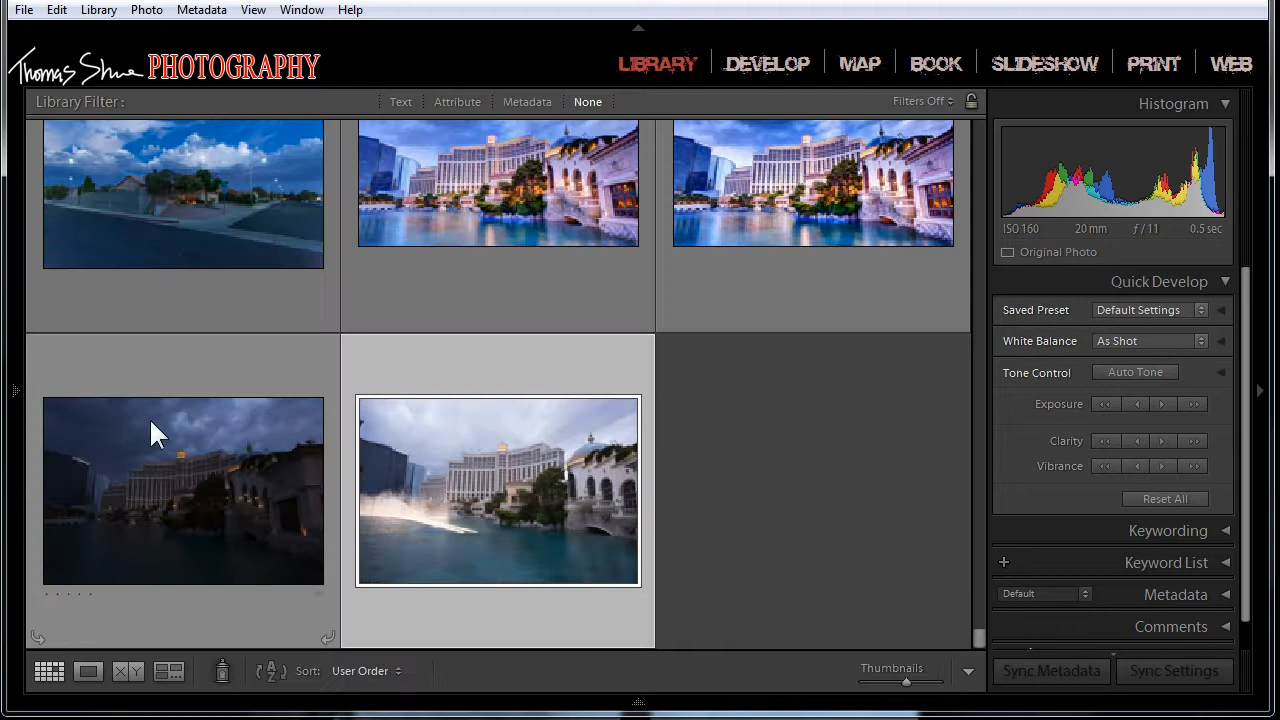 File Edit Library Photo Metadata View Window Help
Thomas Shue PHOTOGRAPHY
LIBRARY DEVELOP MAP BOOK SLIDESHOW PRINT WEB
Library Filter : Text Attribute Metadata None Filters Off
Histogram
ISO 160 20 mm ƒ / 11 0.5 sec
Original Photo
Quick Develop
Saved Preset Default Settings
White Balance As Shot
Tone Control Auto Tone
Exposure
Clarity
Vibrance
Reset All
Keywording
Keyword List
Default Metadata
Comments
Sort: User Order Thumbnails
Sync Metadata Sync Settings